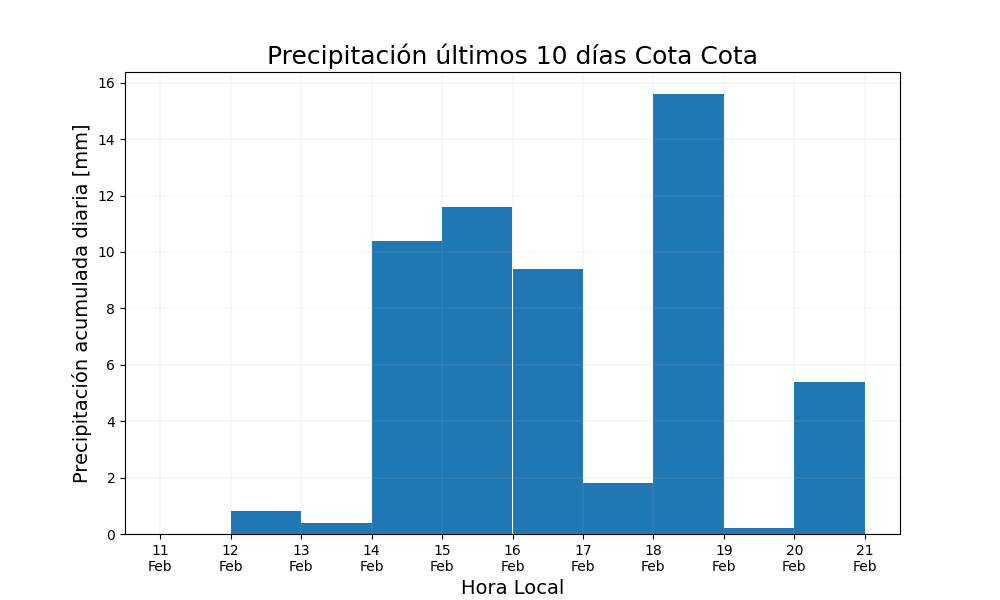 Precipitación últimos 10 días Cota Cota
Precipitación acumulada diaria [mm]
16
14
12
10
8
6
4
2
0
11 12 13 14 15 16 17 18 19 20 21
Feb Feb Feb Feb Feb Feb Feb Feb Feb Feb Feb
Hora Local